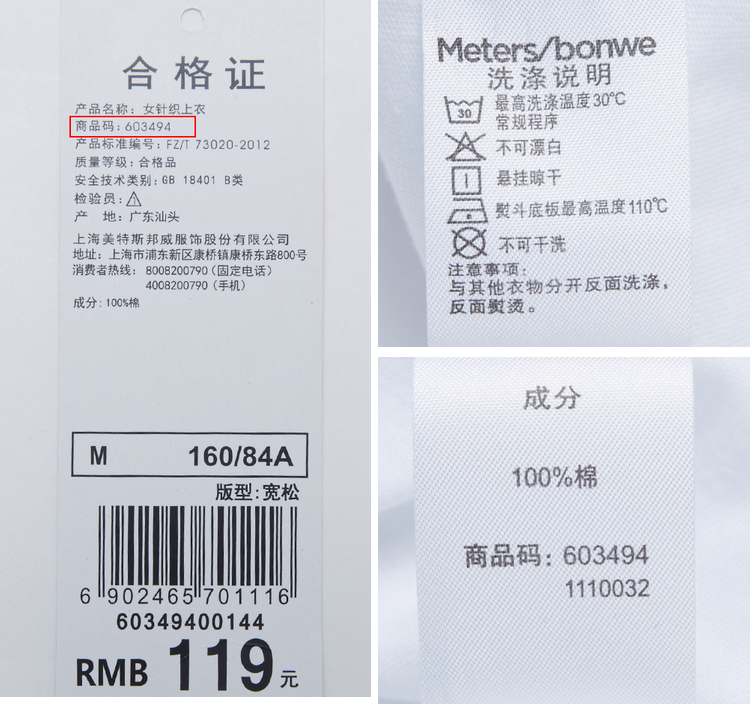 合格证
产品名称: 女针织上衣
商品码: 603494
产品标准编号: FZ/T 73020-2012
质量等级: 合格品
安全技术类别: GB 18401 B类
检验员: 1
产 地: 广东汕头
上海美特斯邦威服饰股份有限公司
地址: 上海市浦东新区康桥镇康桥东路800号
消费者热线: 8008200790(固定电话)
4008200790(手机)
成分: 100%棉
M 160/84A
版型:宽松
6 902465 701116
60349400144
RMB 119元
Meters/bonwe
洗涤说明
30
最高洗涤温度30℃
常规程序
不可漂白
悬挂晾干
熨斗底板最高温度110℃
不可干洗
注意事项:
与其他衣物分开反面洗涤,
反面熨烫。
成分
100%棉
商品码: 603494
1110032